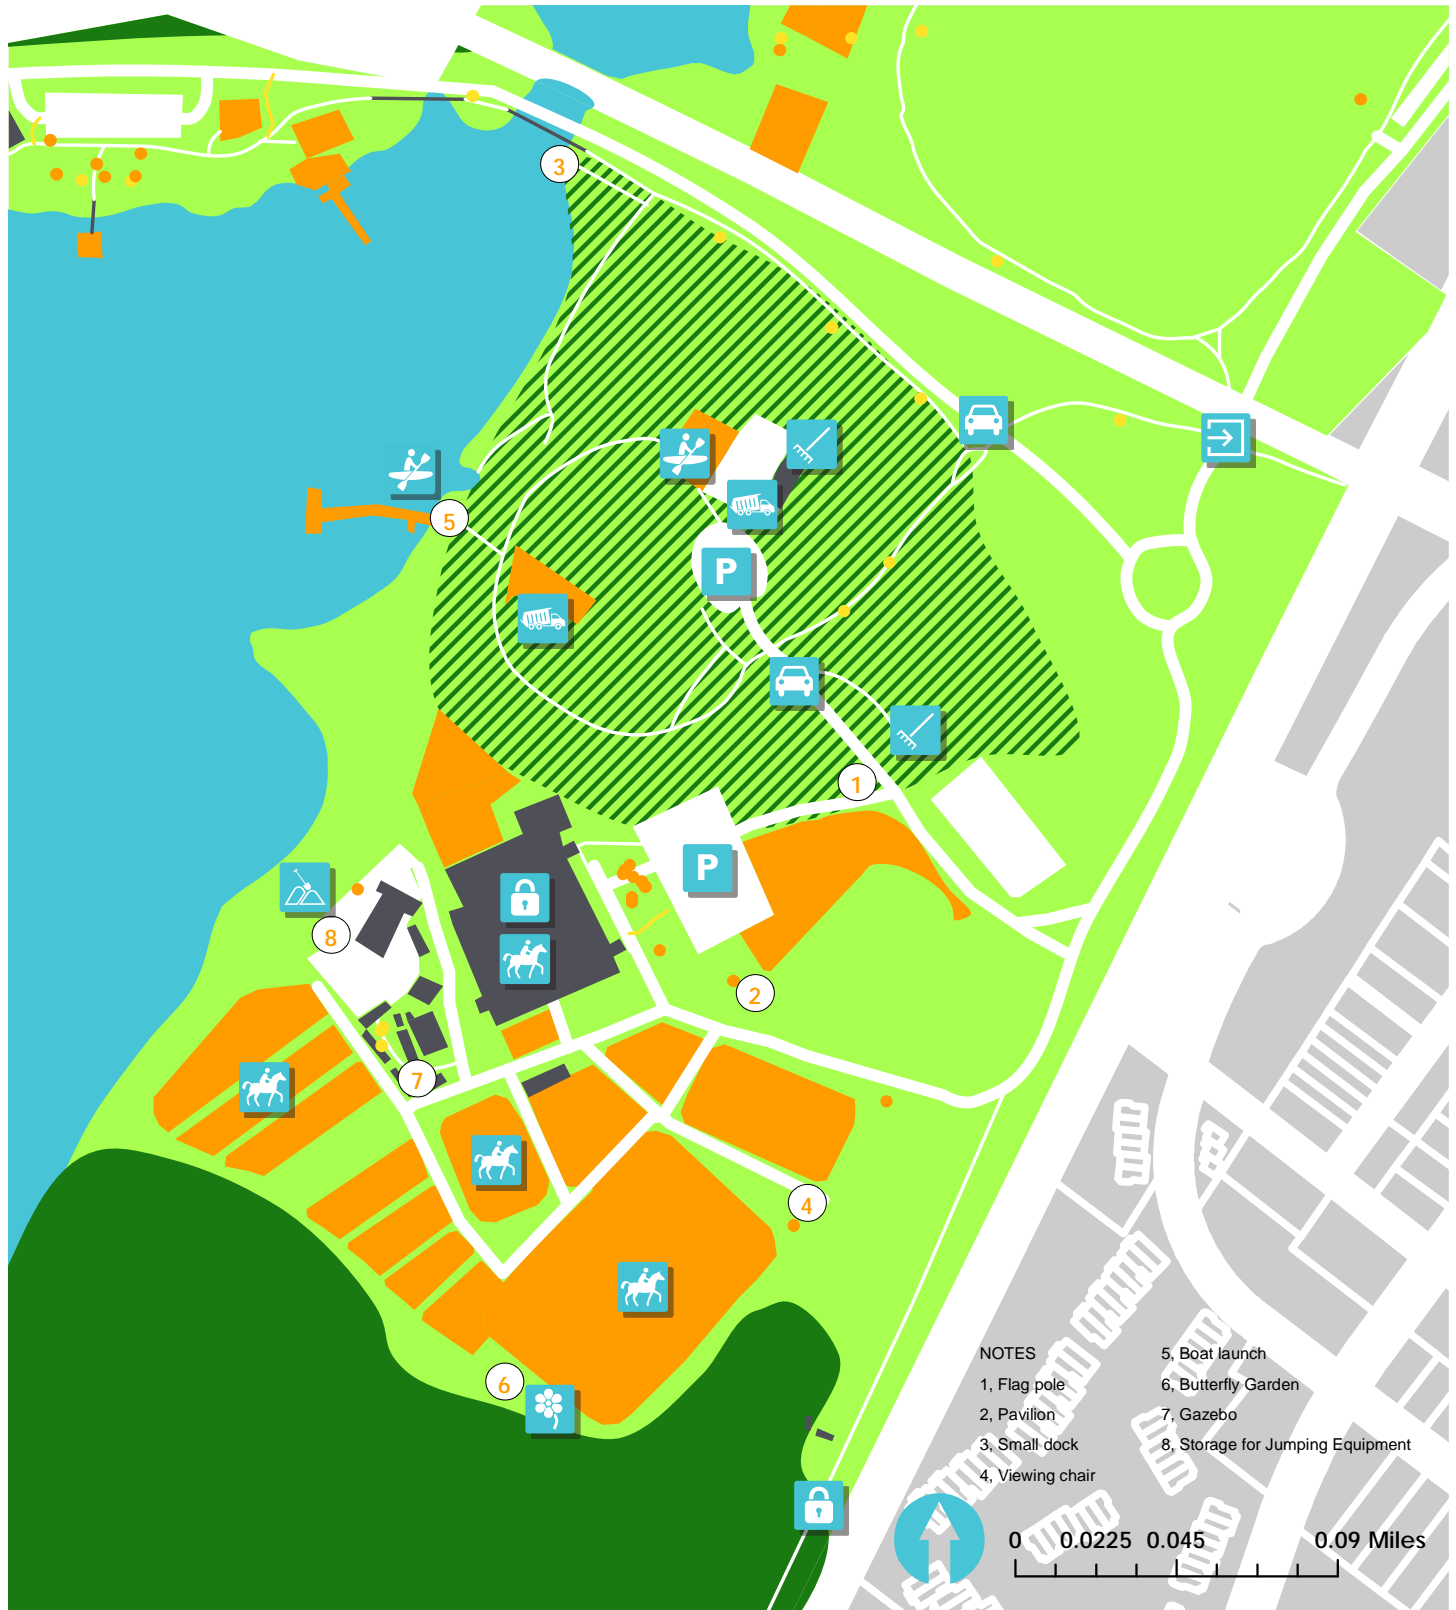 3
5
P
1
P
8
2
7
4
6
NOTES
1, Flag pole
2, Pavilion
3, Small dock
4, Viewing chair
5, Boat launch
6, Butterfly Garden
7, Gazebo
8, Storage for Jumping Equipment
0 0.0225 0.045 0.09 Miles